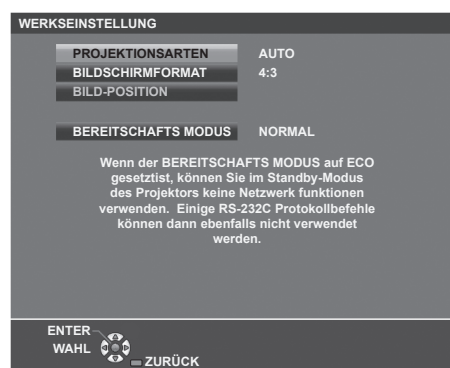 WERKSEINSTELLUNG
PROJEKTIONSARTEN AUTO
BILDSCHIRMFORMAT 4:3
BILD-POSITION
BEREITSCHAFTS MODUS NORMAL
Wenn der BEREITSCHAFTS MODUS auf ECO
gesetztist, können Sie im Standby-Modus
des Projektors keine Netzwerk funktionen
verwenden. Einige RS-232C Protokollbefehle
können dann ebenfalls nicht verwendet
werden.
ENTER
WAHL
ZURÜCK